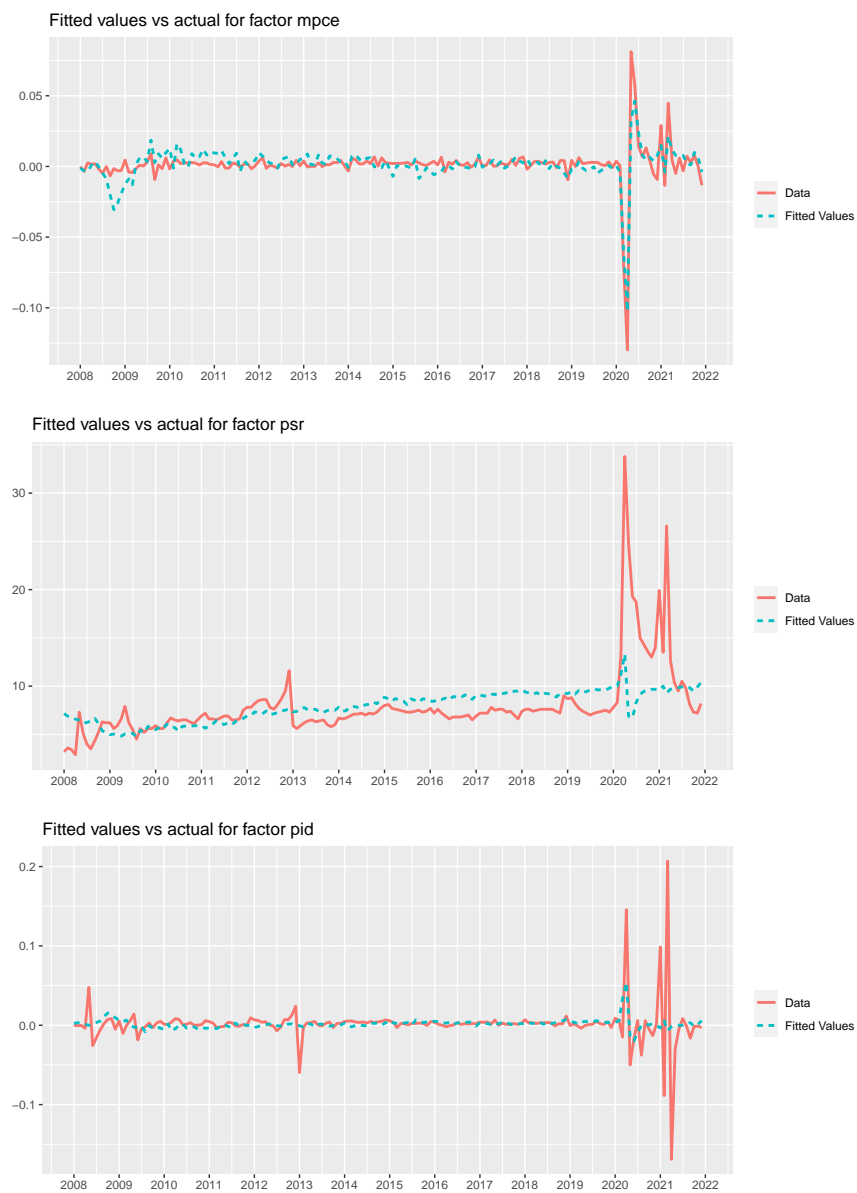 Fitted values vs actual for factor mpce
0.05
0.00
−0.05
−0.10
2008 2009 2010 2011 2012 2013 2014 2015 2016 2017 2018 2019 2020 2021 2022
Data
Fitted Values
Fitted values vs actual for factor psr
30
20
10
2008 2009 2010 2011 2012 2013 2014 2015 2016 2017 2018 2019 2020 2021 2022
Data
Fitted Values
Fitted values vs actual for factor pid
0.2
0.1
0.0
−0.1
2008 2009 2010 2011 2012 2013 2014 2015 2016 2017 2018 2019 2020 2021 2022
Data
Fitted Values